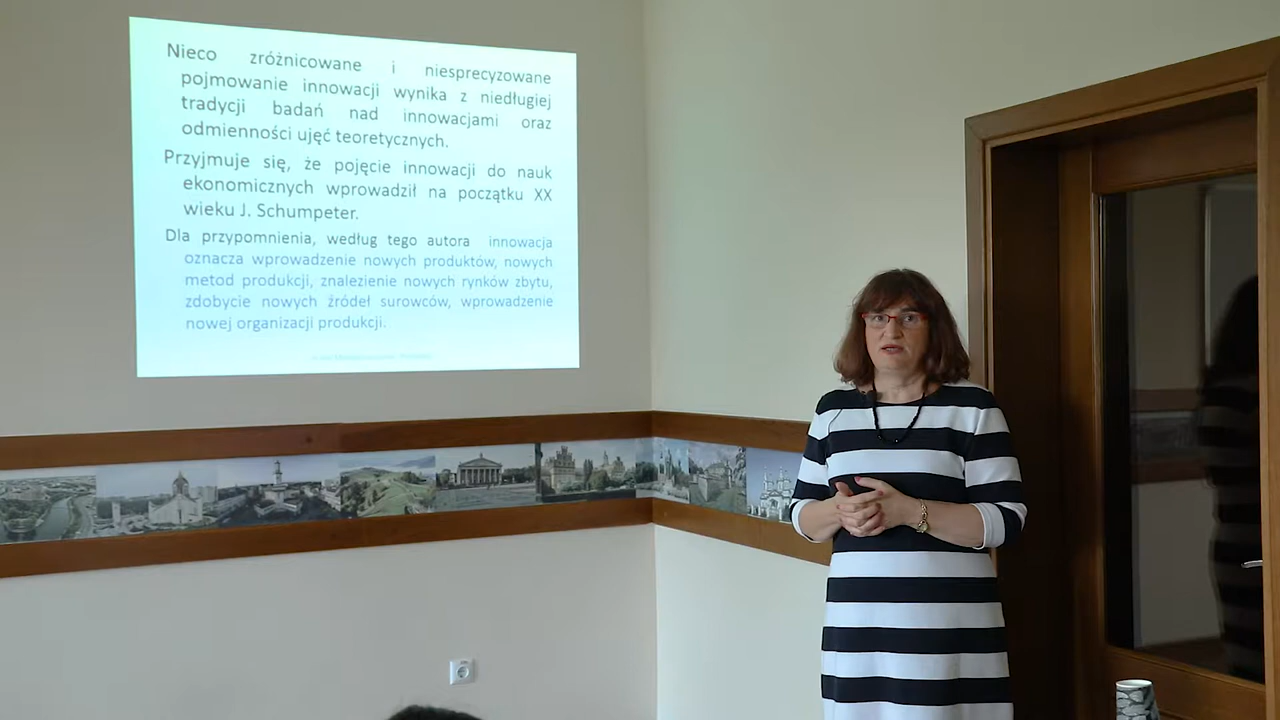 Nieco zróżnicowane i niesprecyzowane
pojmowanie innowacji wynika z niedługiej
tradycji badań nad innowacjami oraz
odmienności ujęć teoretycznych.
Przyjmuje się, że pojęcie innowacji do nauk
ekonomicznych wprowadził na początku XX
wieku J. Schumpeter.
Dla przypomnienia, według tego autora innowacja
oznacza wprowadzenie nowych produktów, nowych
metod produkcji, znalezienie nowych rynków zbytu,
zdobycie nowych źródeł surowców, wprowadzenie
nowej organizacji produkcji.